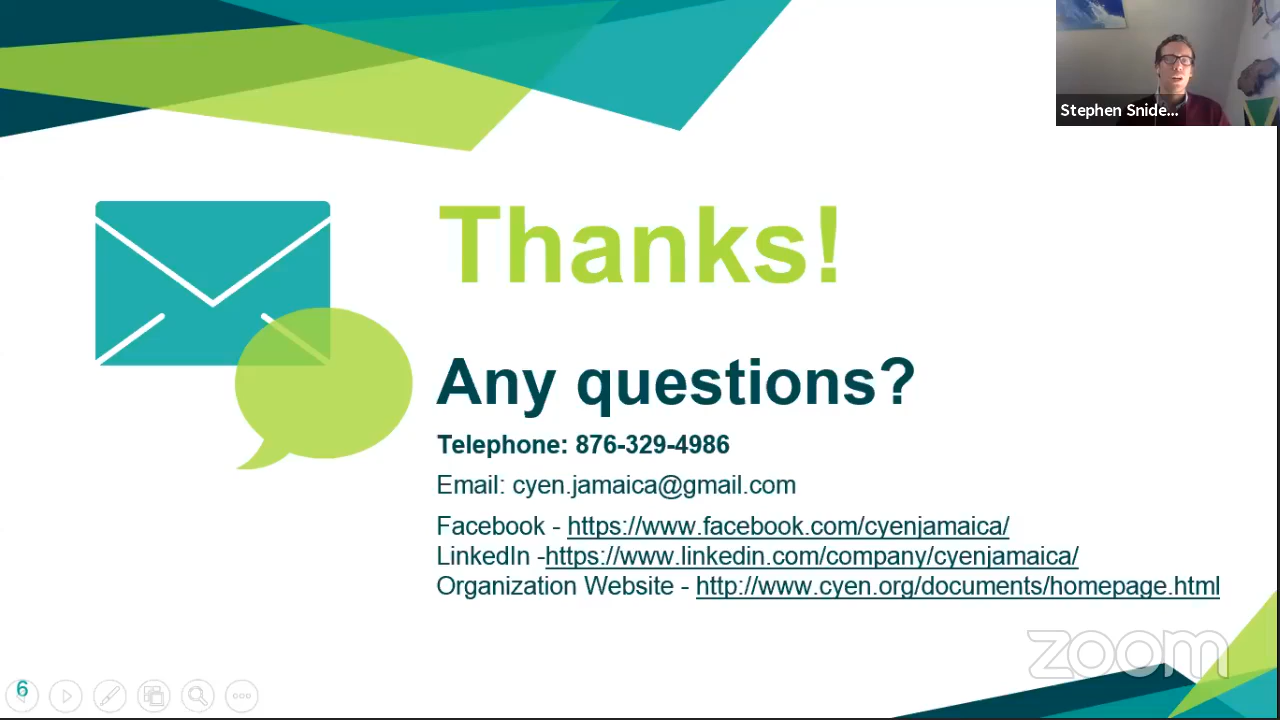 Stephen Snide...
Thanks!
Any questions?
Telephone: 876-329-4986
Email: cyen.jamaica@gmail.com
Facebook - https://www.facebook.com/cyenjamaica/
LinkedIn -https://www.linkedin.com/company/cyenjamaica/
Organization Website - http://www.cyen.org/documents/homepage.html
zoom
6